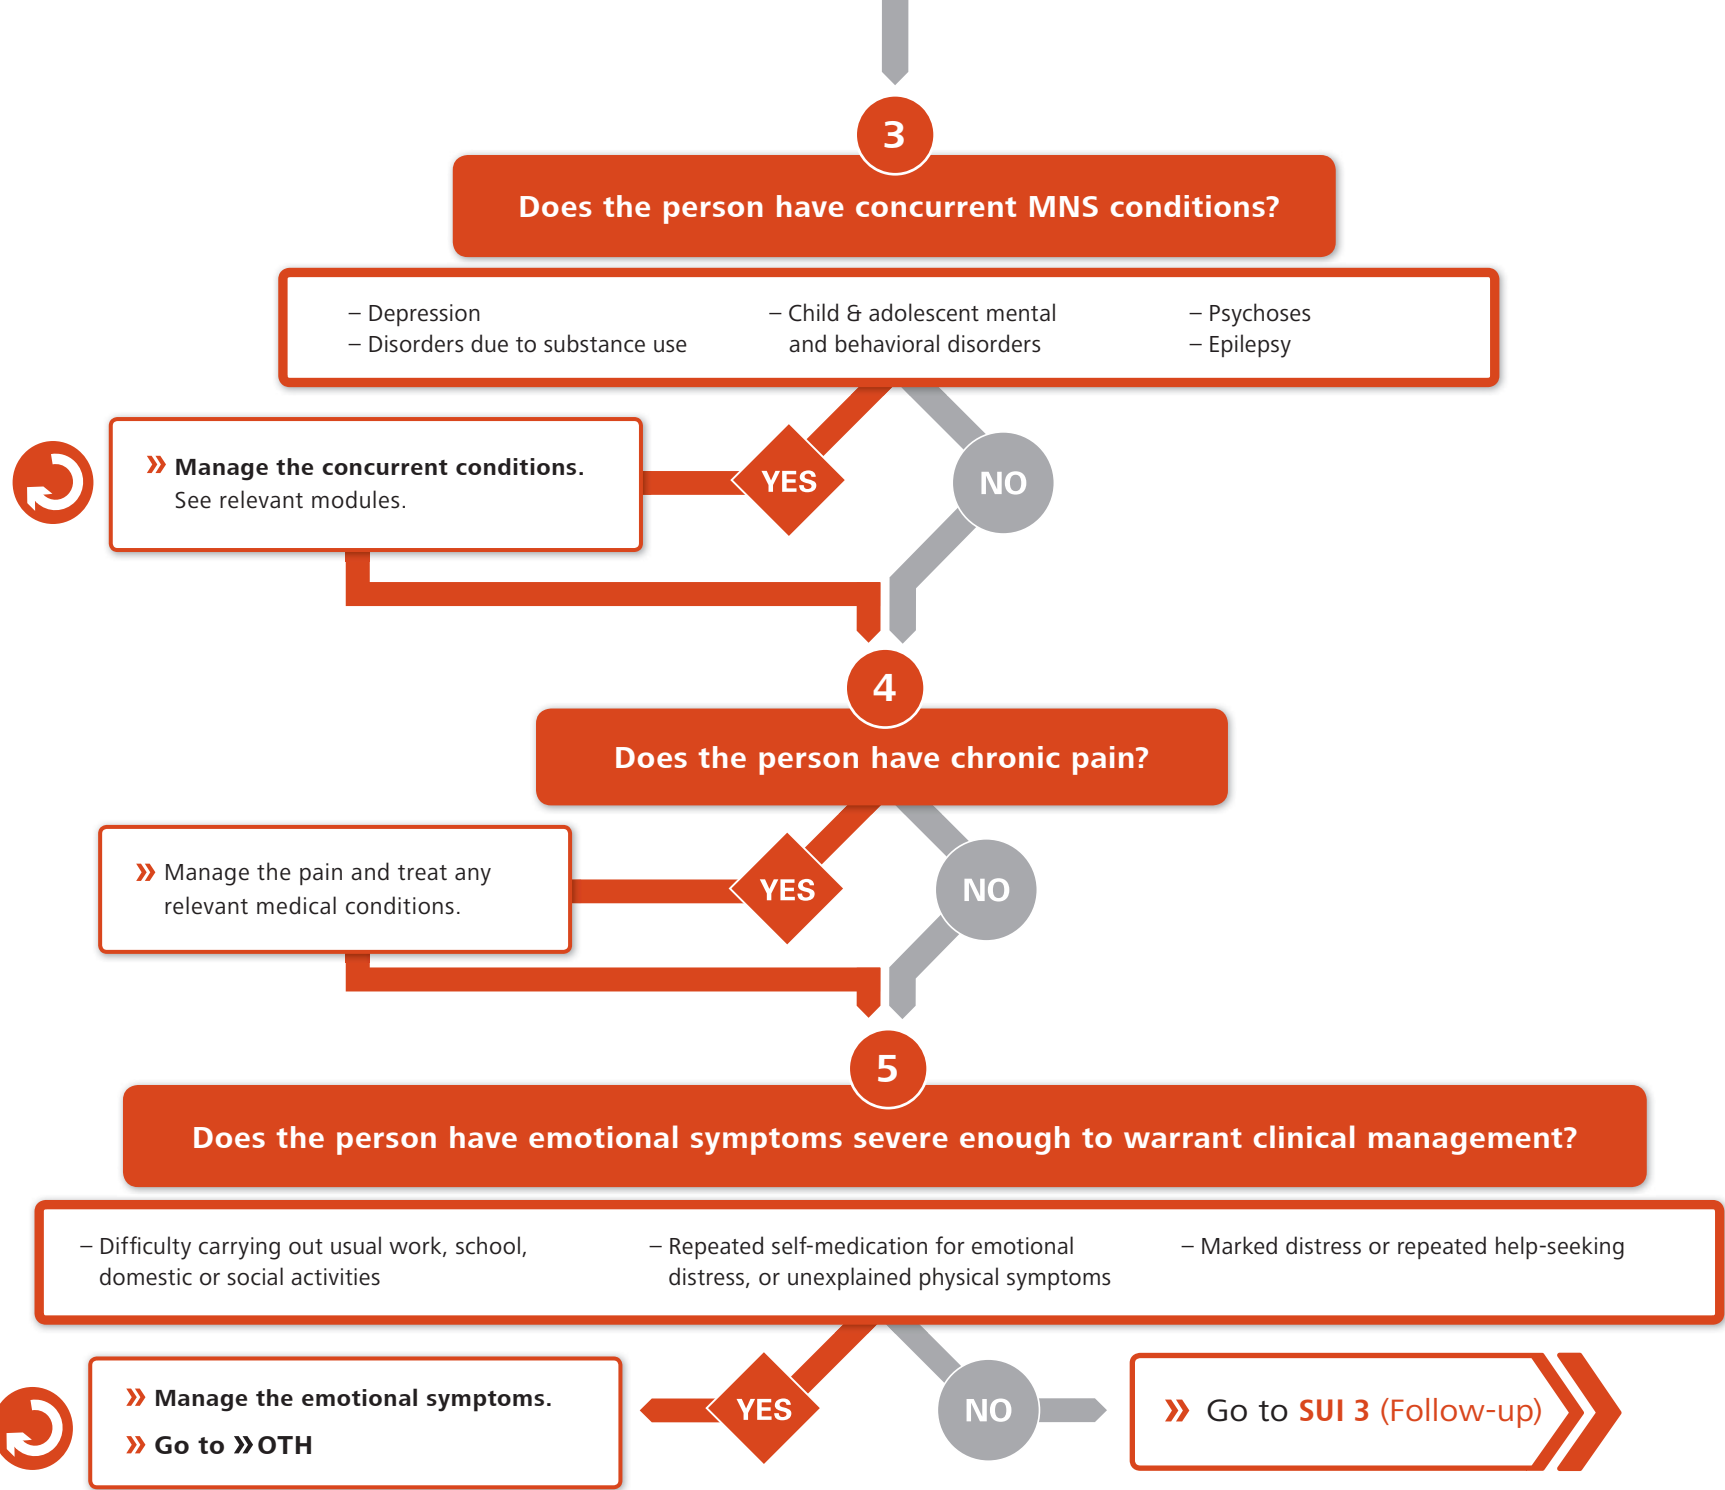 3
Does the person have concurrent MNS conditions?
– Depression
– Disorders due to substance use
– Child & adolescent mental
and behavioral disorders
– Psychoses
– Epilepsy
» Manage the concurrent conditions.
See relevant modules.
YES
NO
4
Does the person have chronic pain?
» Manage the pain and treat any
relevant medical conditions.
YES
NO
5
Does the person have emotional symptoms severe enough to warrant clinical management?
– Difficulty carrying out usual work, school,
domestic or social activities
– Repeated self-medication for emotional
distress, or unexplained physical symptoms
– Marked distress or repeated help-seeking
» Manage the emotional symptoms.
» Go to »OTH
YES
NO
» Go to SUI 3 (Follow-up)